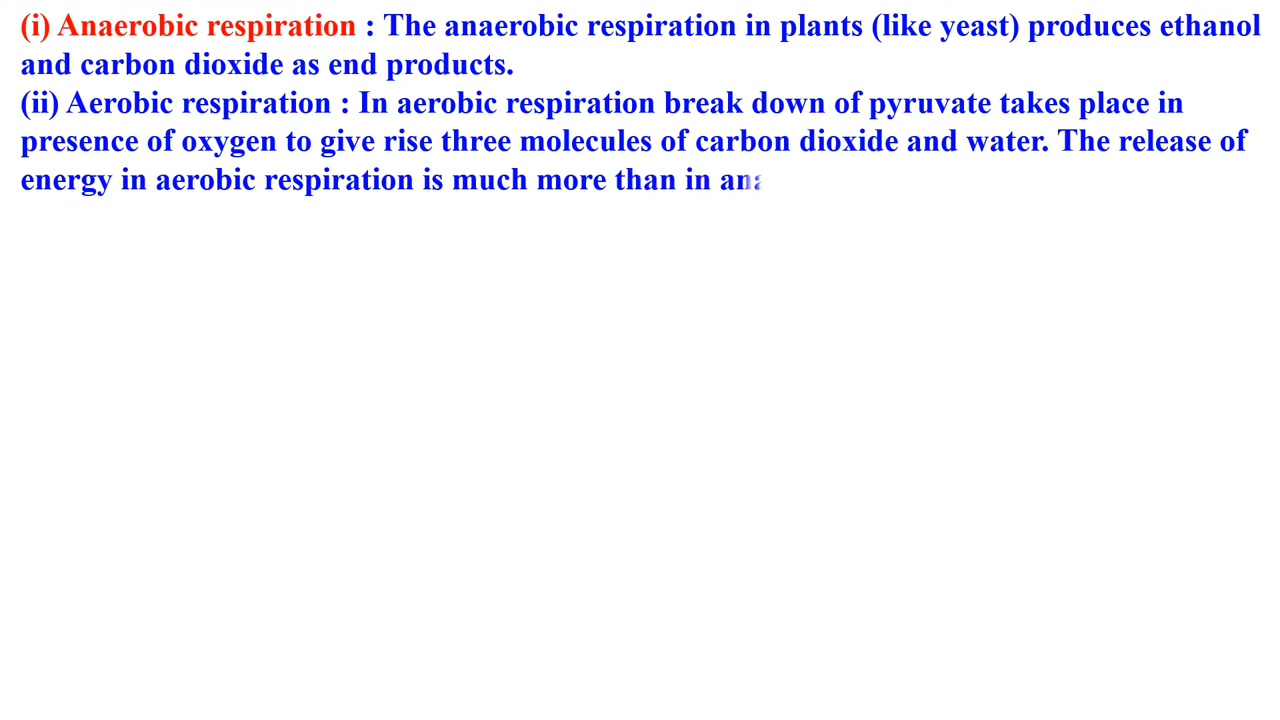 (i) Anaerobic respiration : The anaerobic respiration in plants (like yeast) produces ethanol
and carbon dioxide as end products.
(ii) Aerobic respiration : In aerobic respiration break down of pyruvate takes place in
presence of oxygen to give rise three molecules of carbon dioxide and water. The release of
energy in aerobic respiration is much more than in